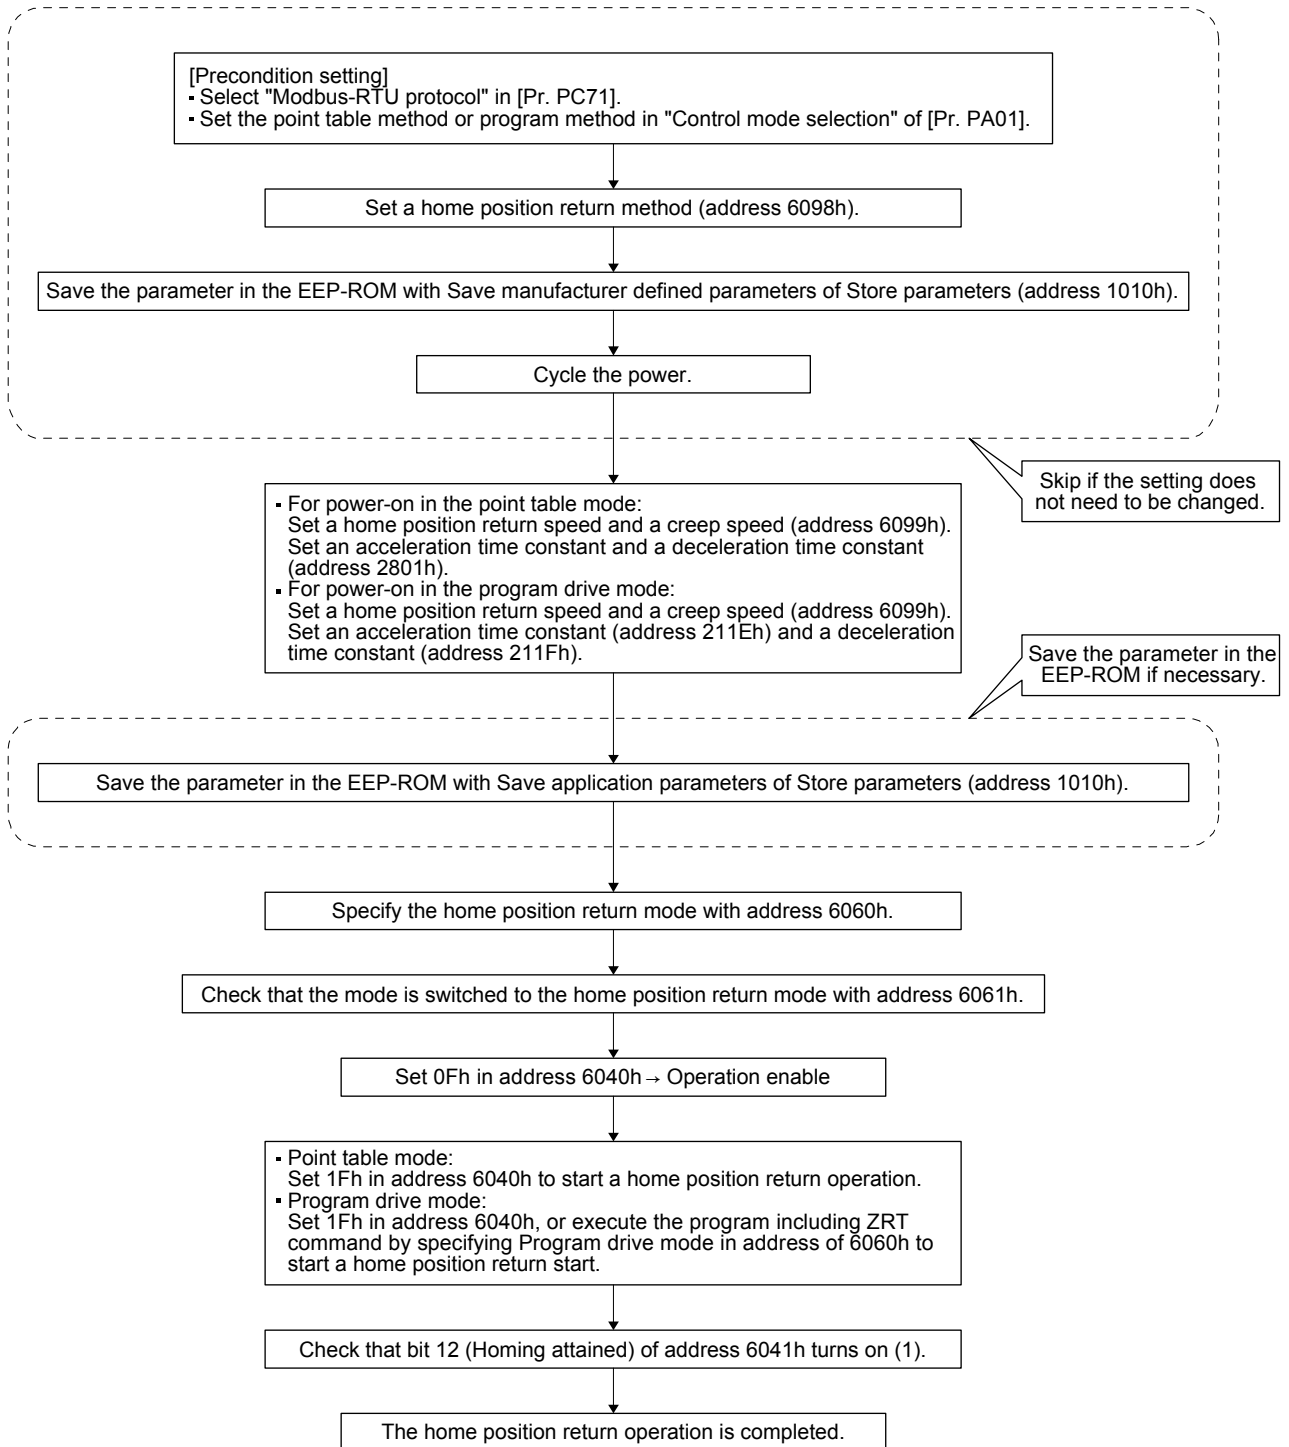 [Precondition setting]
▪ Select "Modbus-RTU protocol" in [Pr. PC71].
▪ Set the point table method or program method in "Control mode selection" of [Pr. PA01].
Set a home position return method (address 6098h).
Save the parameter in the EEP-ROM with Save manufacturer defined parameters of Store parameters (address 1010h).
Cycle the power.
Skip if the setting does
not need to be changed.
▪ For power-on in the point table mode:
Set a home position return speed and a creep speed (address 6099h).
Set an acceleration time constant and a deceleration time constant
(address 2801h).
▪ For power-on in the program drive mode:
Set a home position return speed and a creep speed (address 6099h).
Set an acceleration time constant (address 211Eh) and a deceleration
time constant (address 211Fh).
Save the parameter in the
EEP-ROM if necessary.
Save the parameter in the EEP-ROM with Save application parameters of Store parameters (address 1010h).
Specify the home position return mode with address 6060h.
Check that the mode is switched to the home position return mode with address 6061h.
Set 0Fh in address 6040h → Operation enable
▪ Point table mode:
Set 1Fh in address 6040h to start a home position return operation.
▪ Program drive mode:
Set 1Fh in address 6040h, or execute the program including ZRT
command by specifying Program drive mode in address of 6060h to
start a home position return start.
Check that bit 12 (Homing attained) of address 6041h turns on (1).
The home position return operation is completed.